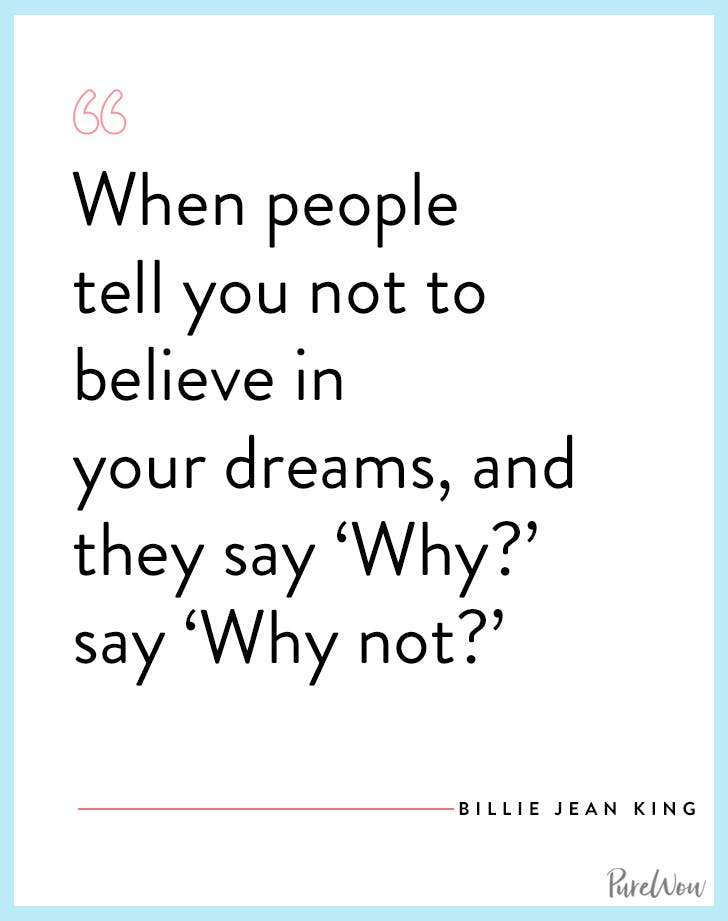 “
When people
tell you not to
believe in
your dreams, and
they say ‘Why?’
say ‘Why not?’
BILLIE JEAN KING
PureWow